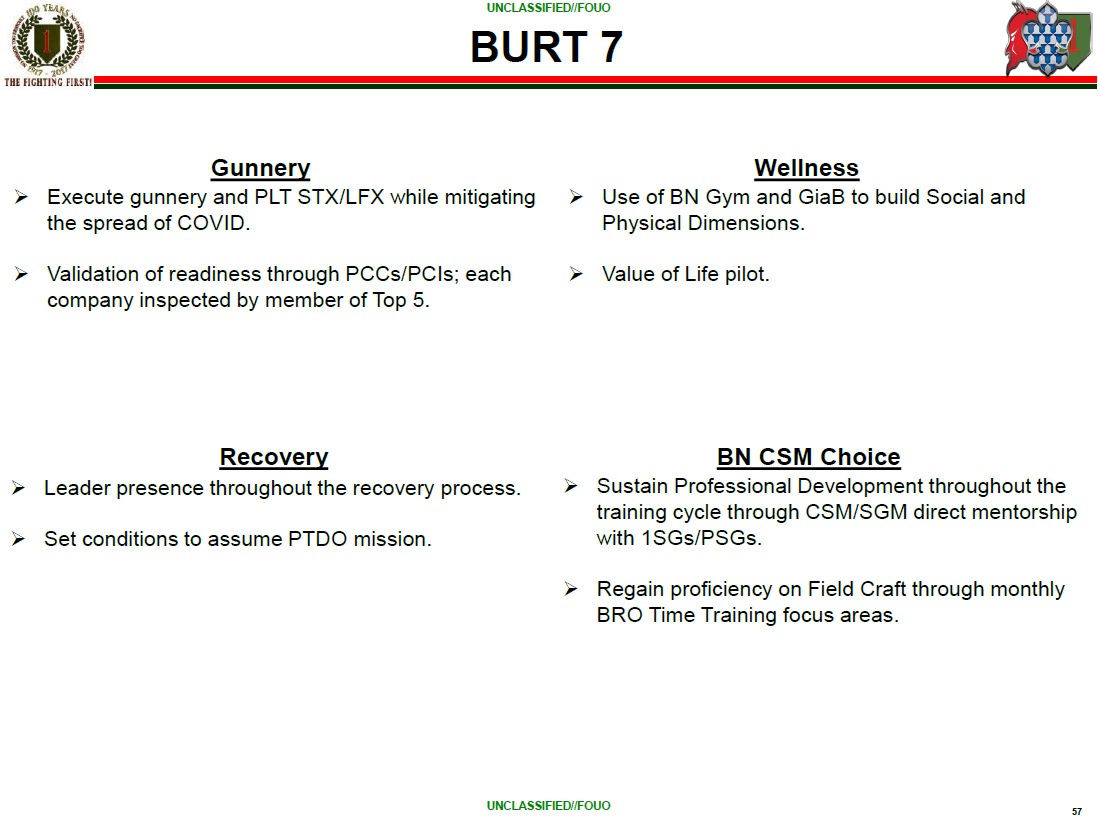 UNCLASSIFIED//FOUO
BURT 7
100 YEARS
1
1917 - 2017
THE FIGHTING FIRST!
1
Gunnery
➢ Execute gunnery and PLT STX/LFX while mitigating
the spread of COVID.
➢ Validation of readiness through PCCs/PCIs; each
company inspected by member of Top 5.
Wellness
➢ Use of BN Gym and GiaB to build Social and
Physical Dimensions.
➢ Value of Life pilot.
Recovery
➢ Leader presence throughout the recovery process.
➢ Set conditions to assume PTDO mission.
BN CSM Choice
➢ Sustain Professional Development throughout the
training cycle through CSM/SGM direct mentorship
with 1SGs/PSGs.
➢ Regain proficiency on Field Craft through monthly
BRO Time Training focus areas.
UNCLASSIFIED//FOUO
57